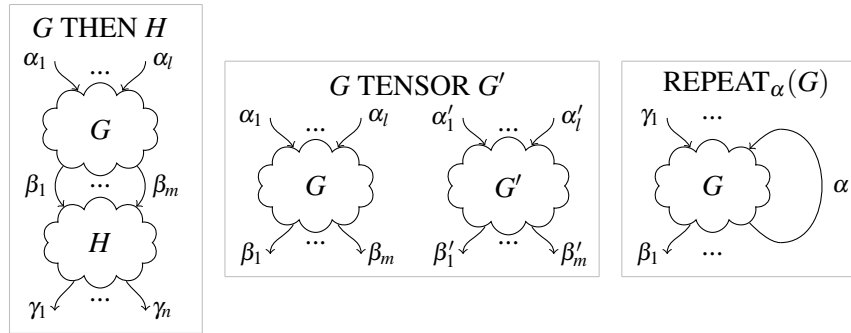 G THEN H
α₁ ... αₗ
G
β₁ ... βₘ
H
γ₁ ... γₙ
G TENSOR G′
α₁ ... αₗ α′₁ ... α′ₗ
G G′
β₁ ... βₘ β′₁ ... β′ₘ
REPEATα(G)
γ₁ ...
G α
β₁ ...